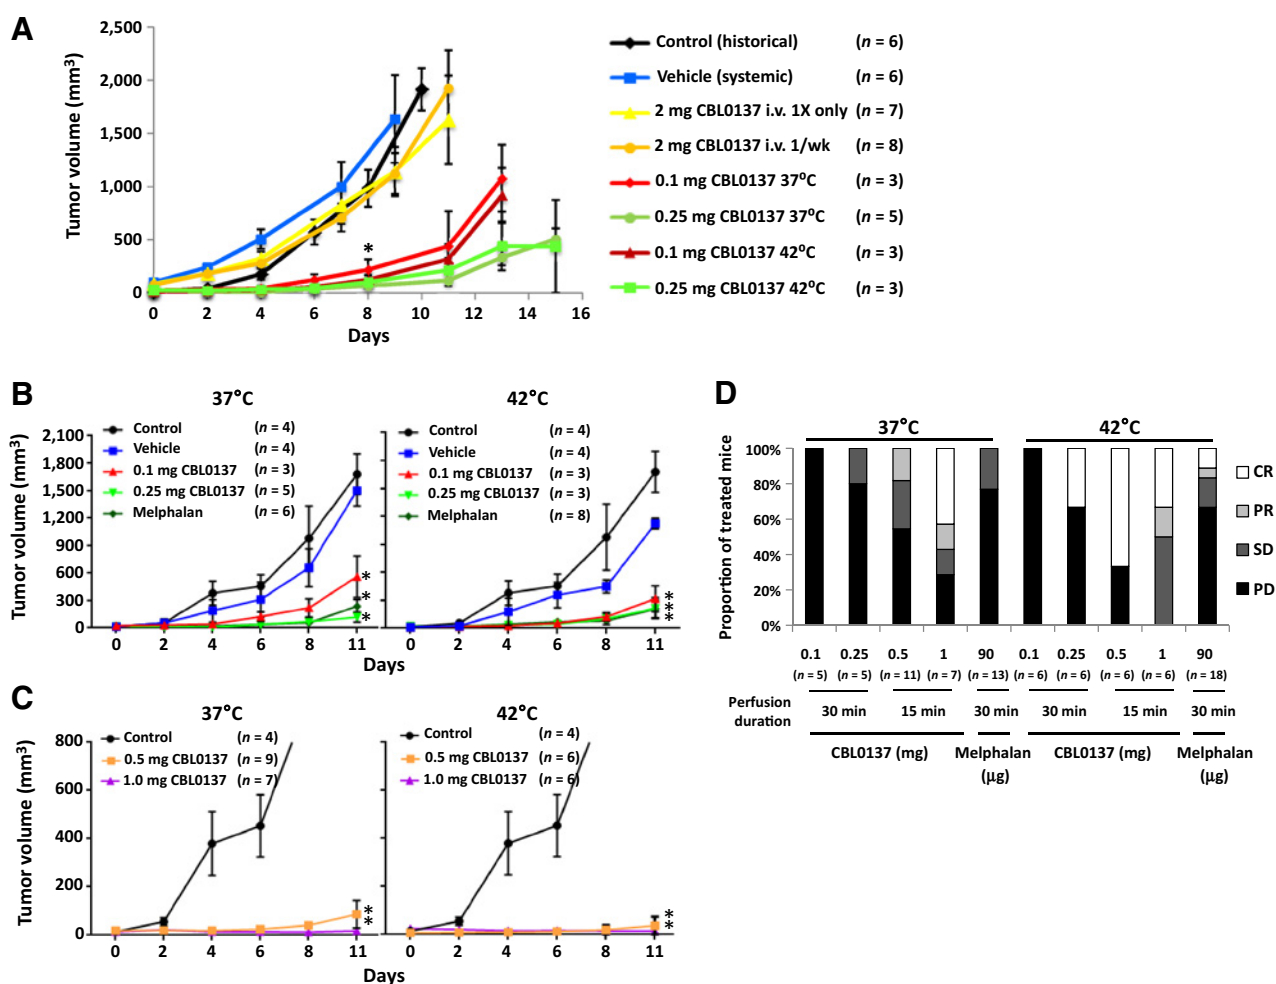 A
Tumor volume (mm³)
2,500
2,000
1,500
1,000
500
0
0 2 4 6 8 10 12 14 16
Days
*
Control (historical) (n = 6)
Vehicle (systemic) (n = 6)
2 mg CBL0137 i.v. 1X only (n = 7)
2 mg CBL0137 i.v. 1/wk (n = 8)
0.1 mg CBL0137 37°C (n = 3)
0.25 mg CBL0137 37°C (n = 5)
0.1 mg CBL0137 42°C (n = 3)
0.25 mg CBL0137 42°C (n = 3)
B
37°C
Tumor volume (mm³)
2,100
1,800
1,500
1,200
900
600
300
0
Control (n = 4)
Vehicle (n = 4)
0.1 mg CBL0137 (n = 3)
0.25 mg CBL0137 (n = 5)
Melphalan (n = 6)
*
*
*
0 2 4 6 8 11
42°C
Control (n = 4)
Vehicle (n = 4)
0.1 mg CBL0137 (n = 3)
0.25 mg CBL0137 (n = 3)
Melphalan (n = 8)
*
*
*
0 2 4 6 8 11
C
37°C
Tumor volume (mm³)
800
600
400
200
0
Control (n = 4)
0.5 mg CBL0137 (n = 9)
1.0 mg CBL0137 (n = 7)
*
*
0 2 4 6 8 11
42°C
Control (n = 4)
0.5 mg CBL0137 (n = 6)
1.0 mg CBL0137 (n = 6)
*
*
0 2 4 6 8 11
Days
D
37°C 42°C
Proportion of treated mice
100%
80%
60%
40%
20%
0%
CR
PR
SD
PD
0.1 0.25 0.5 1 90 0.1 0.25 0.5 1 90
(n = 5) (n = 5) (n = 11) (n = 7) (n = 13) (n = 6) (n = 6) (n = 6) (n = 6) (n = 18)
Perfusion duration
30 min 15 min 30 min 30 min 15 min 30 min
CBL0137 (mg) Melphalan (µg) CBL0137 (mg) Melphalan (µg)